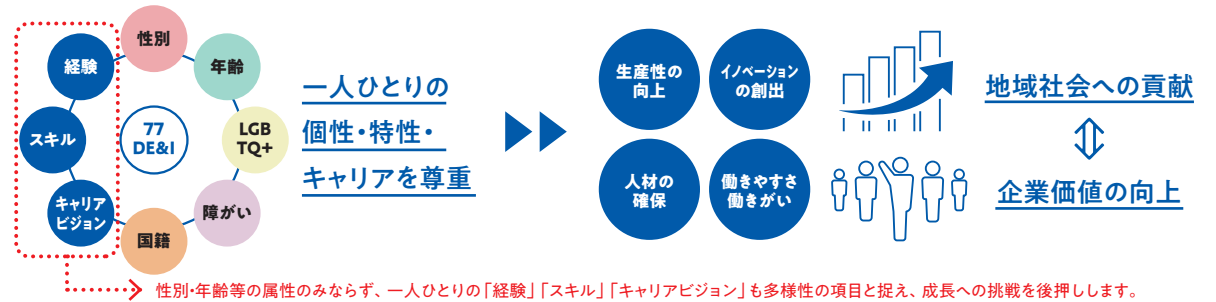 性別
経験
年齢
スキル
77
DE&I
LGB
TQ+
キャリア
ビジョン
障がい
国籍
一人ひとりの
個性・特性・
キャリアを尊重
生産性の
向上
イノベーション
の創出
人材の
確保
働きやすさ
働きがい
地域社会への貢献
企業価値の向上
性別・年齢等の属性のみならず、一人ひとりの「経験」「スキル」「キャリアビジョン」も多様性の項目と捉え、成長への挑戦を後押しします。